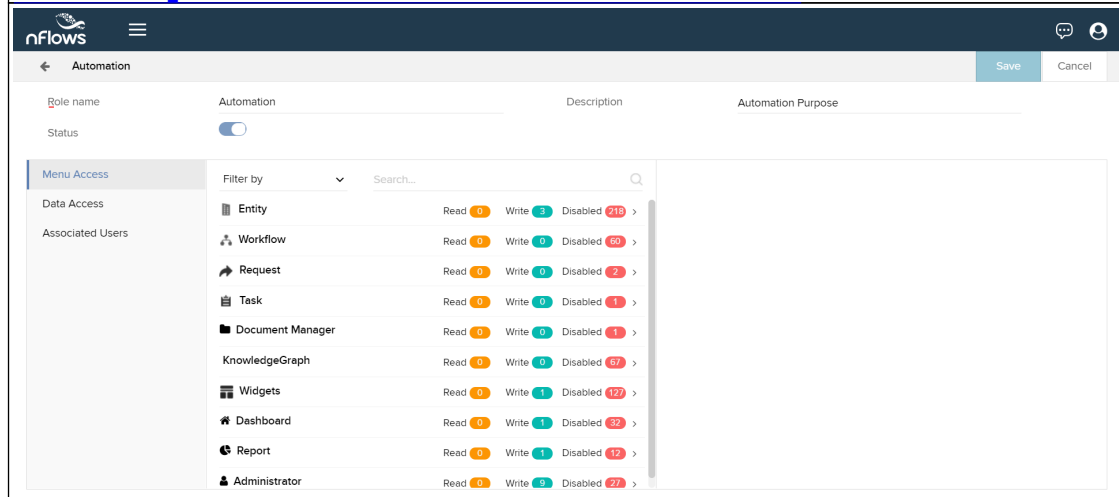 nFlows
Automation
Save
Cancel
Role name
Automation
Description
Automation Purpose
Status
Menu Access
Data Access
Associated Users
Filter by
Search...
Entity Read 0 Write 3 Disabled 218
Workflow Read 0 Write 0 Disabled 60
Request Read 0 Write 0 Disabled 2
Task Read 0 Write 0 Disabled 1
Document Manager Read 0 Write 0 Disabled 1
KnowledgeGraph Read 0 Write 0 Disabled 67
Widgets Read 0 Write 1 Disabled 127
Dashboard Read 0 Write 1 Disabled 32
Report Read 0 Write 1 Disabled 12
Administrator Read 0 Write 9 Disabled 27